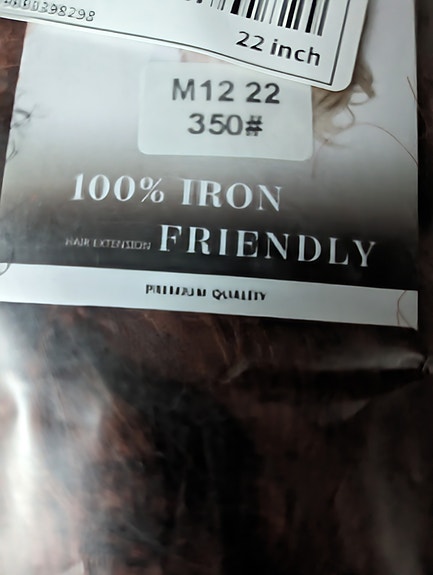 22 inch
M12 22
350#
100% IRON
HAIR EXTENSION FRIENDLY
PREMIUM QUALITY